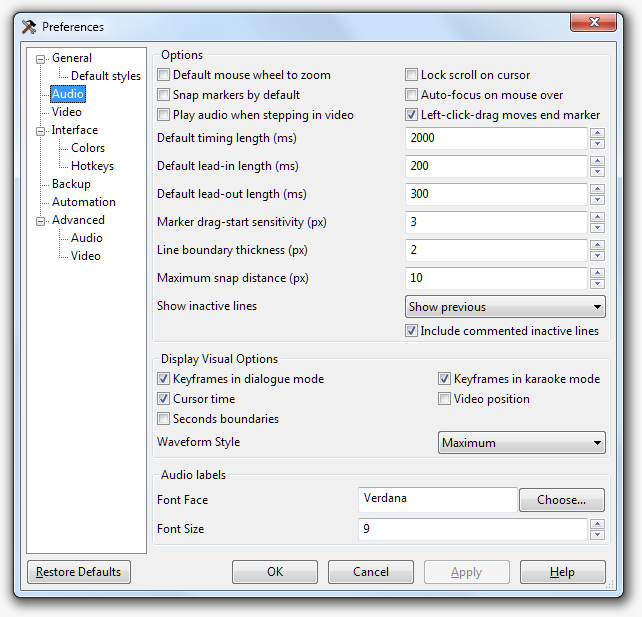 Preferences
General
Default styles
Audio
Video
Interface
Colors
Hotkeys
Backup
Automation
Advanced
Audio
Video
Options
Default mouse wheel to zoom
Lock scroll on cursor
Snap markers by default
Auto-focus on mouse over
Play audio when stepping in video
Left-click-drag moves end marker
Default timing length (ms)
2000
Default lead-in length (ms)
200
Default lead-out length (ms)
300
Marker drag-start sensitivity (px)
3
Line boundary thickness (px)
2
Maximum snap distance (px)
10
Show inactive lines
Show previous
Include commented inactive lines
Display Visual Options
Keyframes in dialogue mode
Keyframes in karaoke mode
Cursor time
Video position
Seconds boundaries
Waveform Style
Maximum
Audio labels
Font Face
Verdana
Choose...
Font Size
9
Restore Defaults
OK
Cancel
Apply
Help